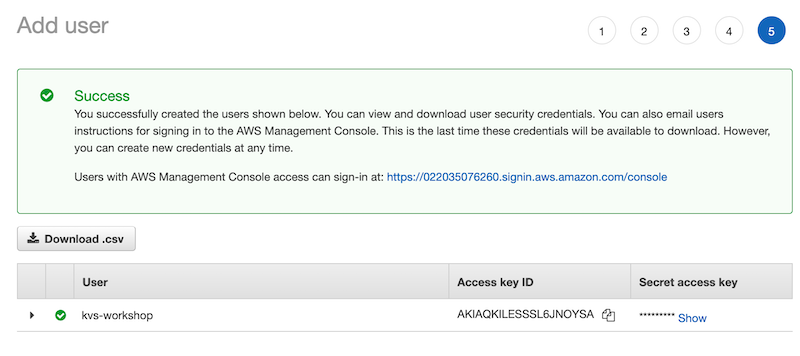 Add user
1 2 3 4 5
Success
You successfully created the users shown below. You can view and download user security credentials. You can also email users
instructions for signing in to the AWS Management Console. This is the last time these credentials will be available to download. However,
you can create new credentials at any time.
Users with AWS Management Console access can sign-in at: https://022035076260.signin.aws.amazon.com/console
Download .csv
User Access key ID Secret access key
kvs-workshop AKIAQKILESSSL6JNOYSA ********* Show